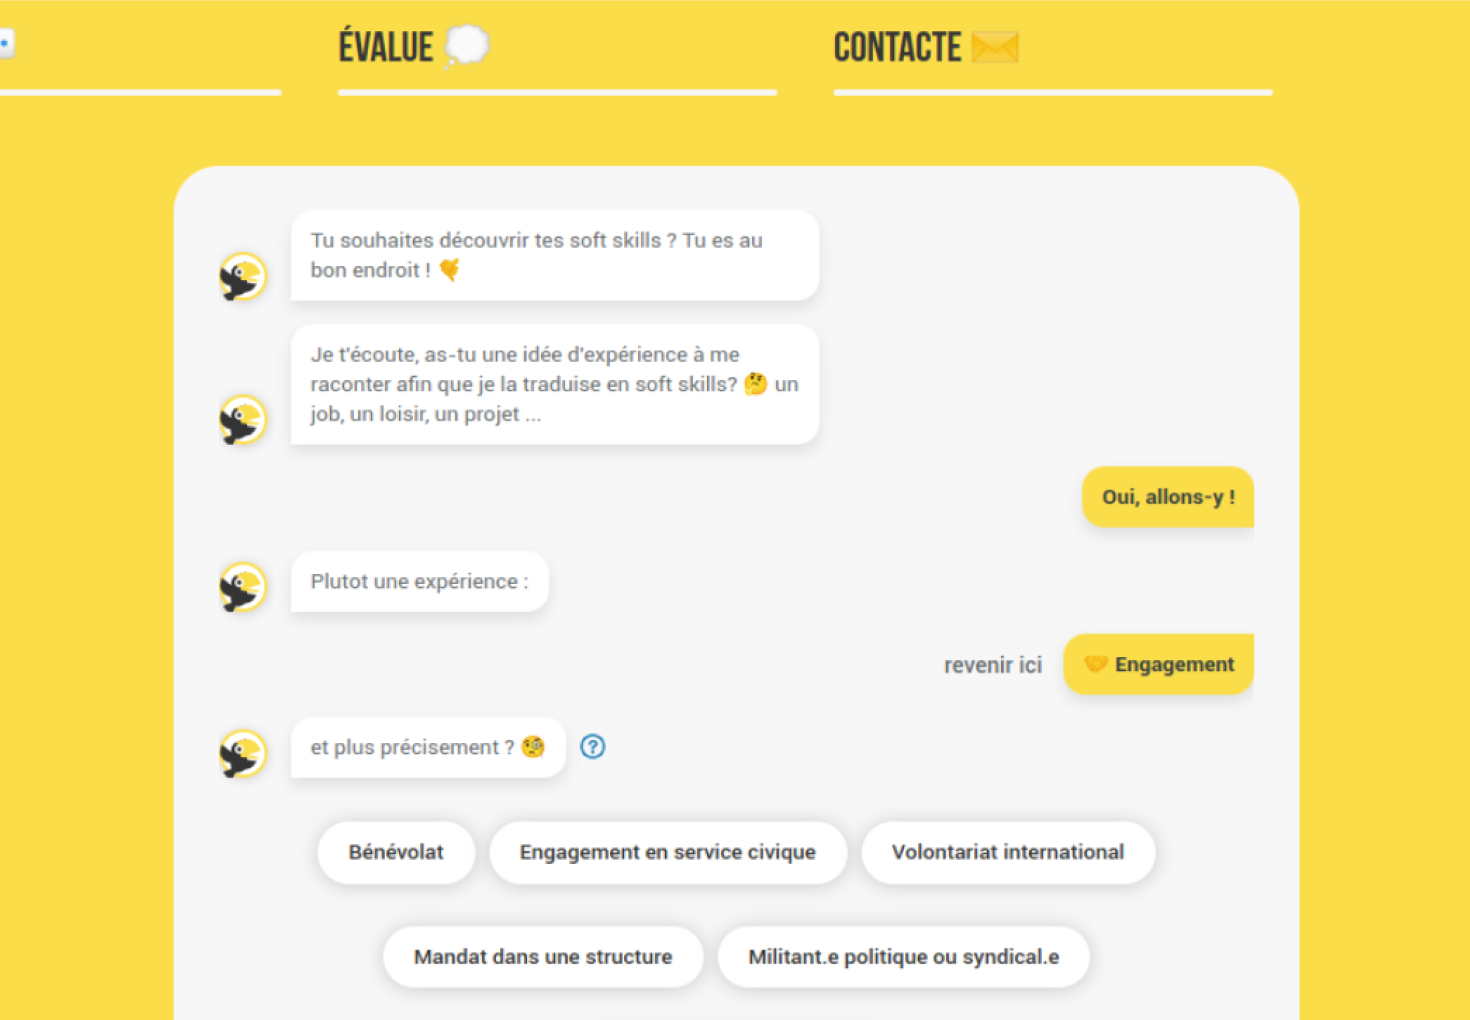 ÉVALUE
CONTACTE
Tu souhaites découvrir tes soft skills ? Tu es au
bon endroit !
Je t'écoute, as-tu une idée d'expérience à me
raconter afin que je la traduise en soft skills? 🤔 un
job, un loisir, un projet ...
Oui, allons-y !
Plutot une expérience :
revenir ici
Engagement
et plus précisement ? 🧐
Bénévolat
Engagement en service civique
Volontariat international
Mandat dans une structure
Militant.e politique ou syndical.e